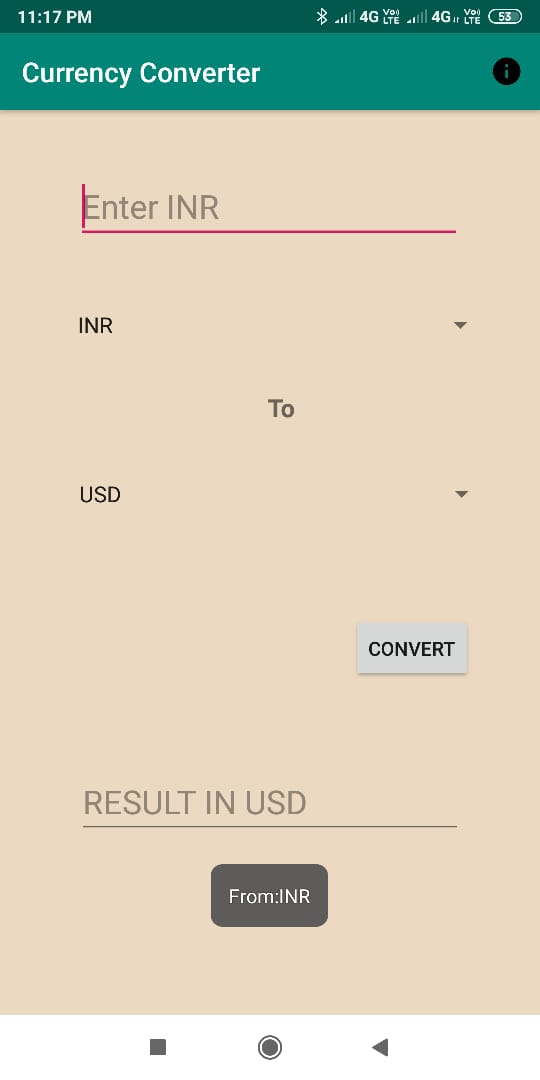 11:17 PM 4G Vo) LTE 4G Vo) LTE 53
Currency Converter
Enter INR
INR
To
USD
CONVERT
RESULT IN USD
From:INR